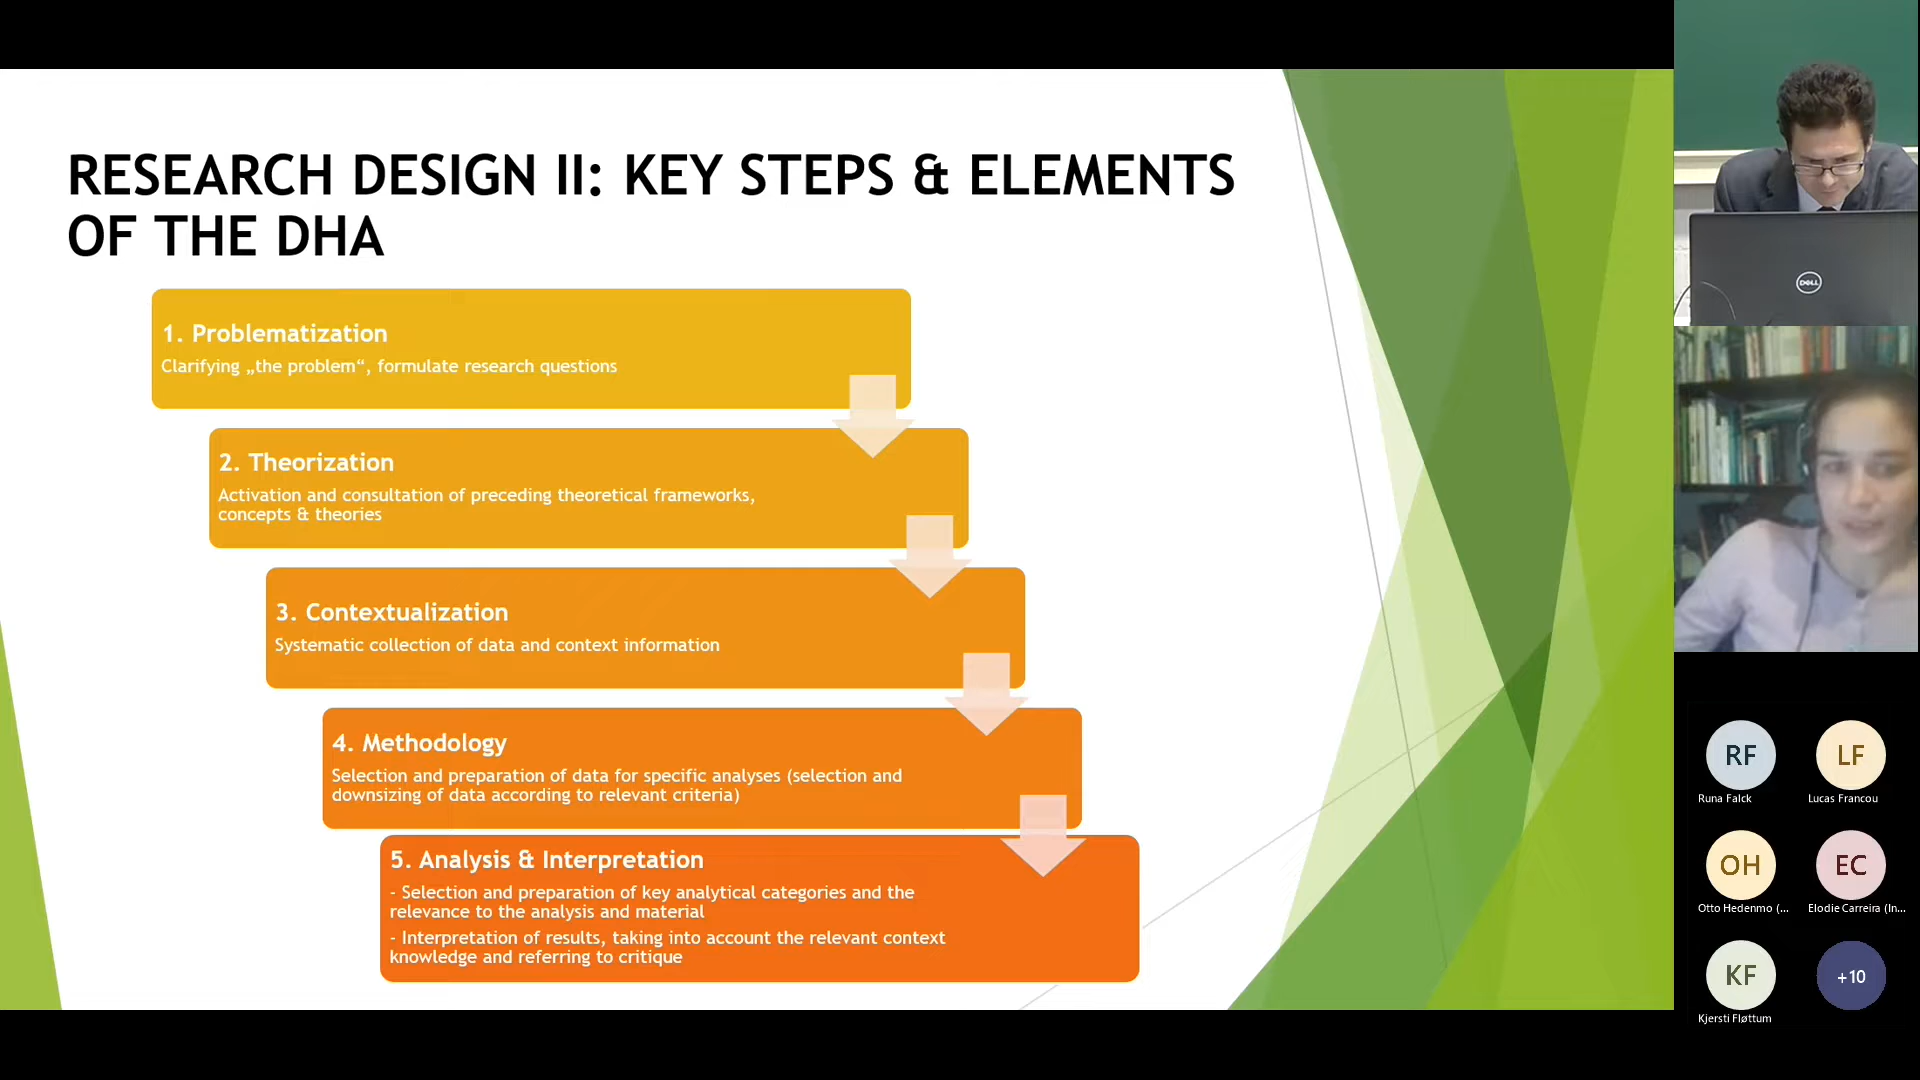 RESEARCH DESIGN II: KEY STEPS & ELEMENTS
OF THE DHA
1. Problematization
Clarifying „the problem“, formulate research questions
2. Theorization
Activation and consultation of preceding theoretical frameworks,
concepts & theories
3. Contextualization
Systematic collection of data and context information
4. Methodology
Selection and preparation of data for specific analyses (selection and
downsizing of data according to relevant criteria)
5. Analysis & Interpretation
- Selection and preparation of key analytical categories and the
relevance to the analysis and material
- Interpretation of results, taking into account the relevant context
knowledge and referring to critique
DELL
RF
LF
Runa Falck
Lucas Francou
OH
EC
Otto Hedenmo (...
Elodie Carreira (In...
KF
+10
Kjersti Fløttum